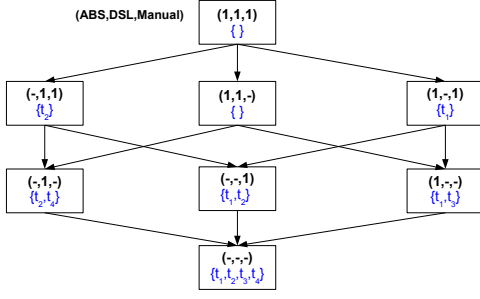 (ABS,DSL,Manual)
(1,1,1)
{ }
(-,1,1)
{t₂}
(1,1,-)
{ }
(1,-,1)
{t₁}
(-,1,-)
{t₂,t₄}
(-,-,1)
{t₁,t₂}
(1,-,-)
{t₁,t₃}
(-,-,-)
{t₁,t₂,t₃,t₄}